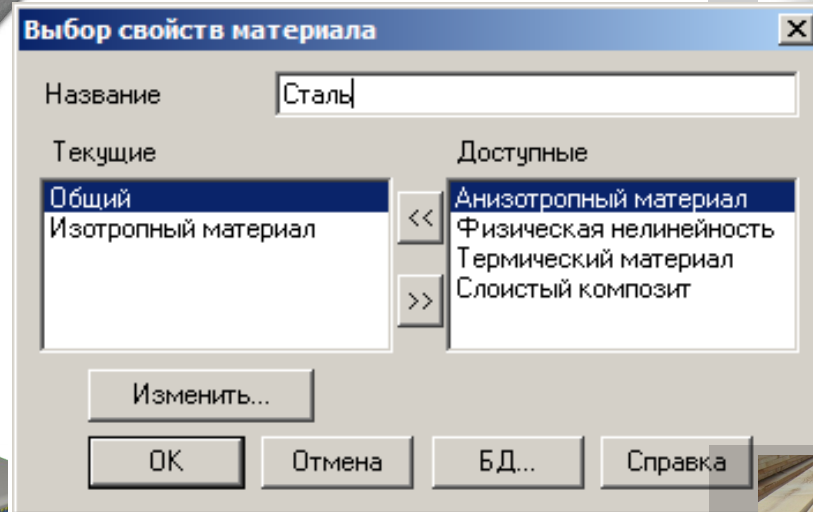 Выбор свойств материала
Название Сталь
Текущие Доступные
Общий
Изотропный материал
<<
>>
Анизотропный материал
Физическая нелинейность
Термический материал
Слоистый композит
Изменить...
ОК Отмена БД... Справка